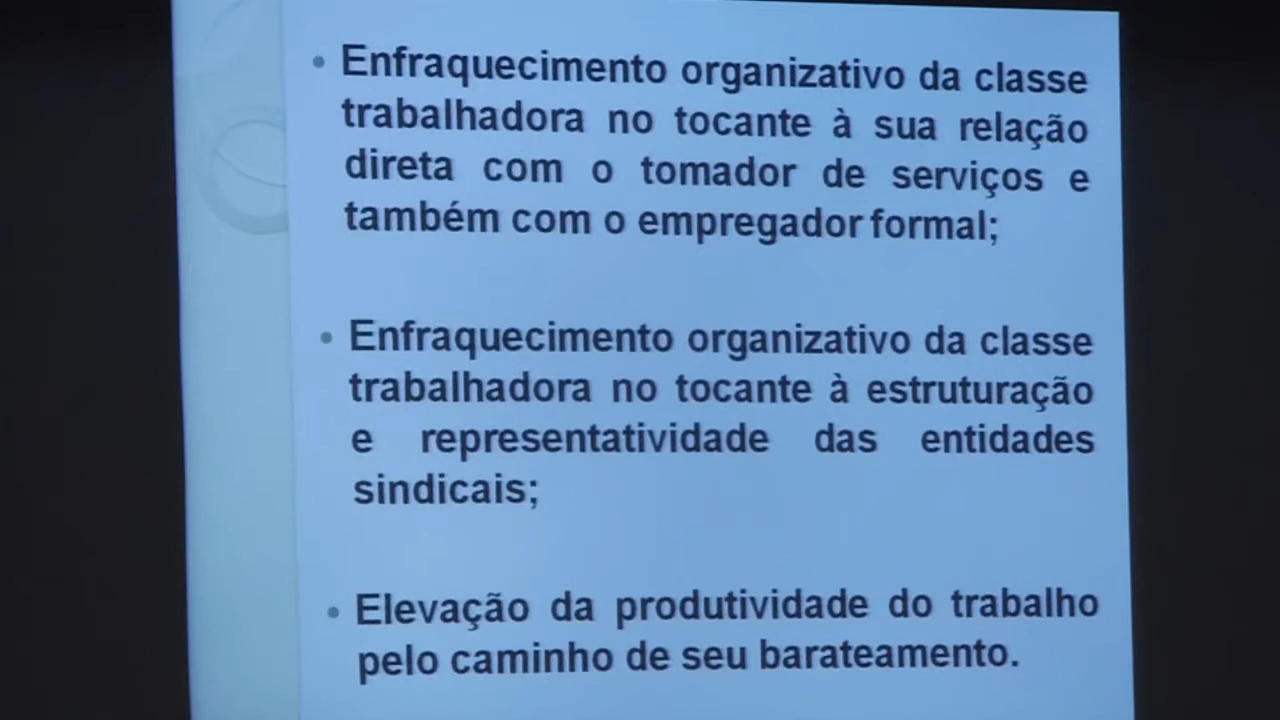 • Enfraquecimento organizativo da classe
trabalhadora no tocante à sua relação
direta com o tomador de serviços e
também com o empregador formal;
• Enfraquecimento organizativo da classe
trabalhadora no tocante à estruturação
e representatividade das entidades
sindicais;
• Elevação da produtividade do trabalho
pelo caminho de seu barateamento.